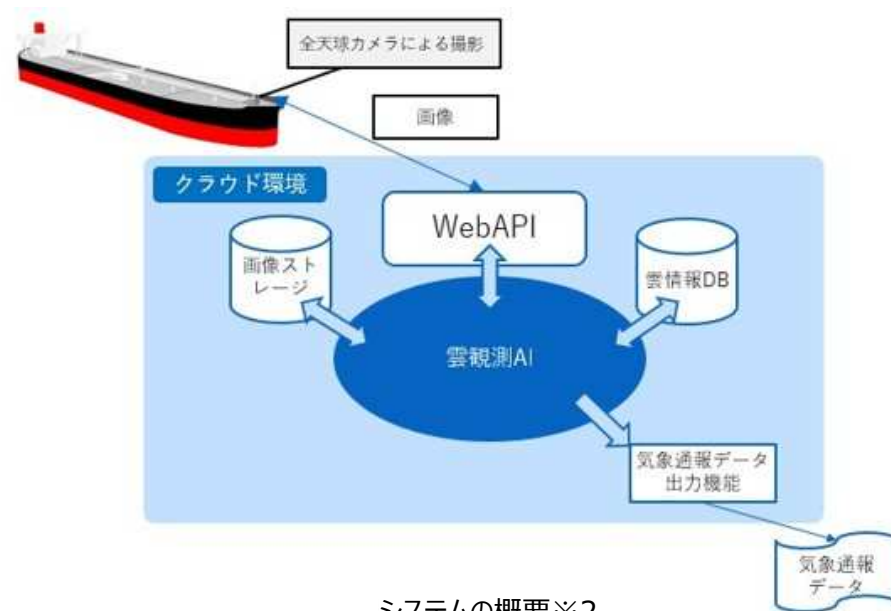 全天球カメラによる撮影
画像
クラウド環境
WebAPI
画像スト
レージ
雲情報DB
雲観測AI
気象通報データ
出力機能
気象通報
データ
システムの概要※2